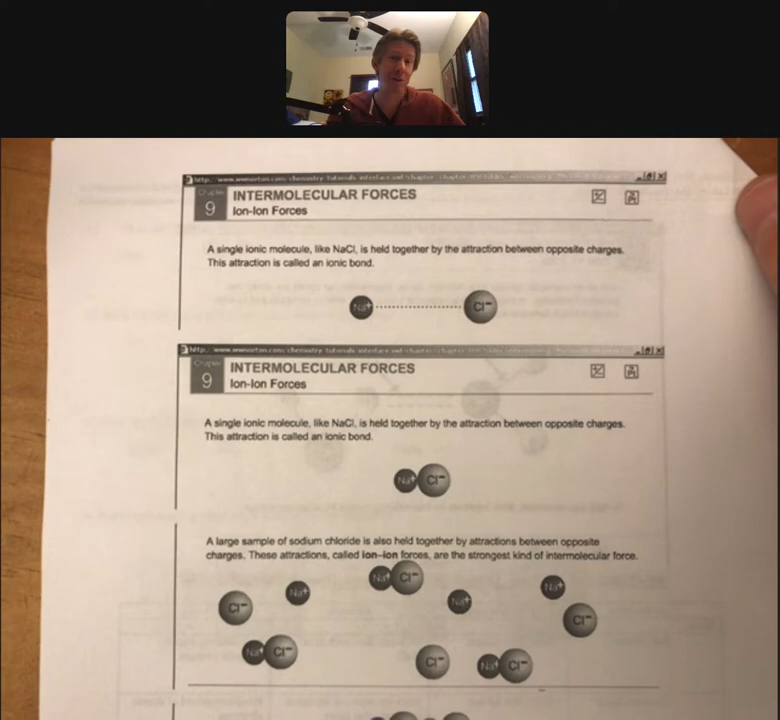 Chapter
9
INTERMOLECULAR FORCES
Ion-Ion Forces
A single ionic molecule, like NaCl, is held together by the attraction between opposite charges.
This attraction is called an ionic bond.
Na+ Cl−
Chapter
9
INTERMOLECULAR FORCES
Ion-Ion Forces
A single ionic molecule, like NaCl, is held together by the attraction between opposite charges.
This attraction is called an ionic bond.
Na+ Cl−
A large sample of sodium chloride is also held together by attractions between opposite
charges. These attractions, called ion–ion forces, are the strongest kind of intermolecular force.
Na+ Cl−
Cl− Na+ Na+ Na+ Cl−
Na+ Cl− Cl− Na+ Cl−